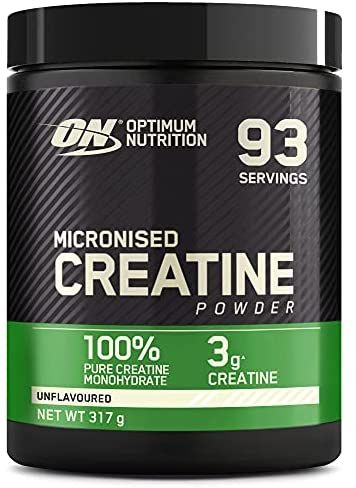 ON® OPTIMUM
NUTRITION
93
SERVINGS
MICRONISED
CREATINE
POWDER
100%
PURE CREATINE
MONOHYDRATE
3g^
CREATINE
UNFLAVOURED
NET WT 317 g